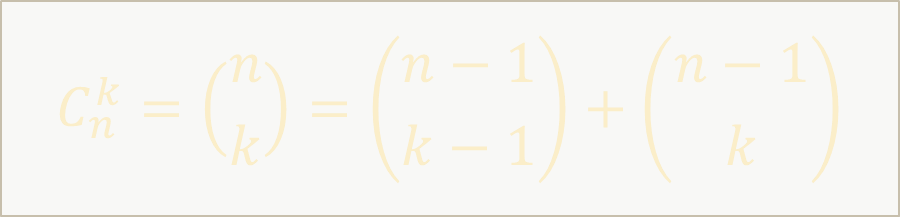 $C_n^k = \binom{n}{k} = \binom{n-1}{k-1} + \binom{n-1}{k}$